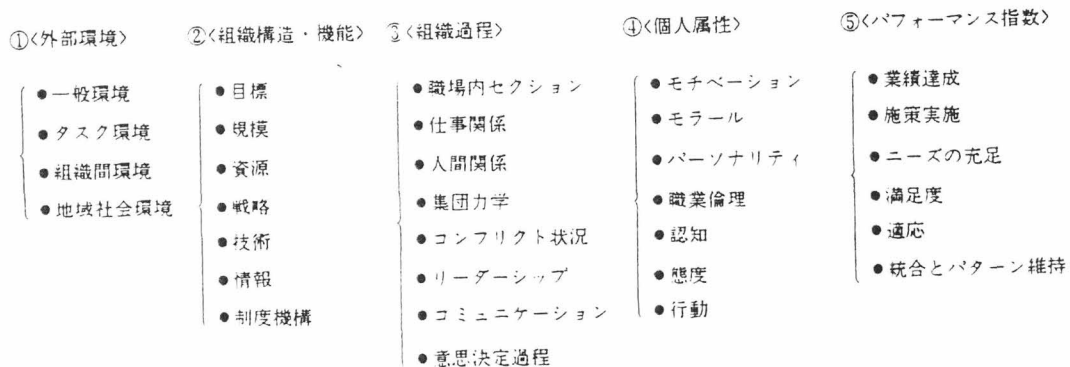 ①〈外部環境〉
●一般環境
●タスク環境
●組織間環境
●地域社会環境
②〈組織構造・機能〉
●目標
●規模
●資源
●戦略
●技術
●情報
●制度機構
③〈組織過程〉
●職場内セクション
●仕事関係
●人間関係
●集団力学
●コンフリクト状況
●リーダーシップ
●コミュニケーション
●意思決定過程
④〈個人属性〉
●モチベーション
●モラール
●パーソナリティ
●職業倫理
●認知
●態度
●行動
⑤〈パフォーマンス指数〉
●業績達成
●施策実施
●ニーズの充足
●満足度
●適応
●統合とパターン維持